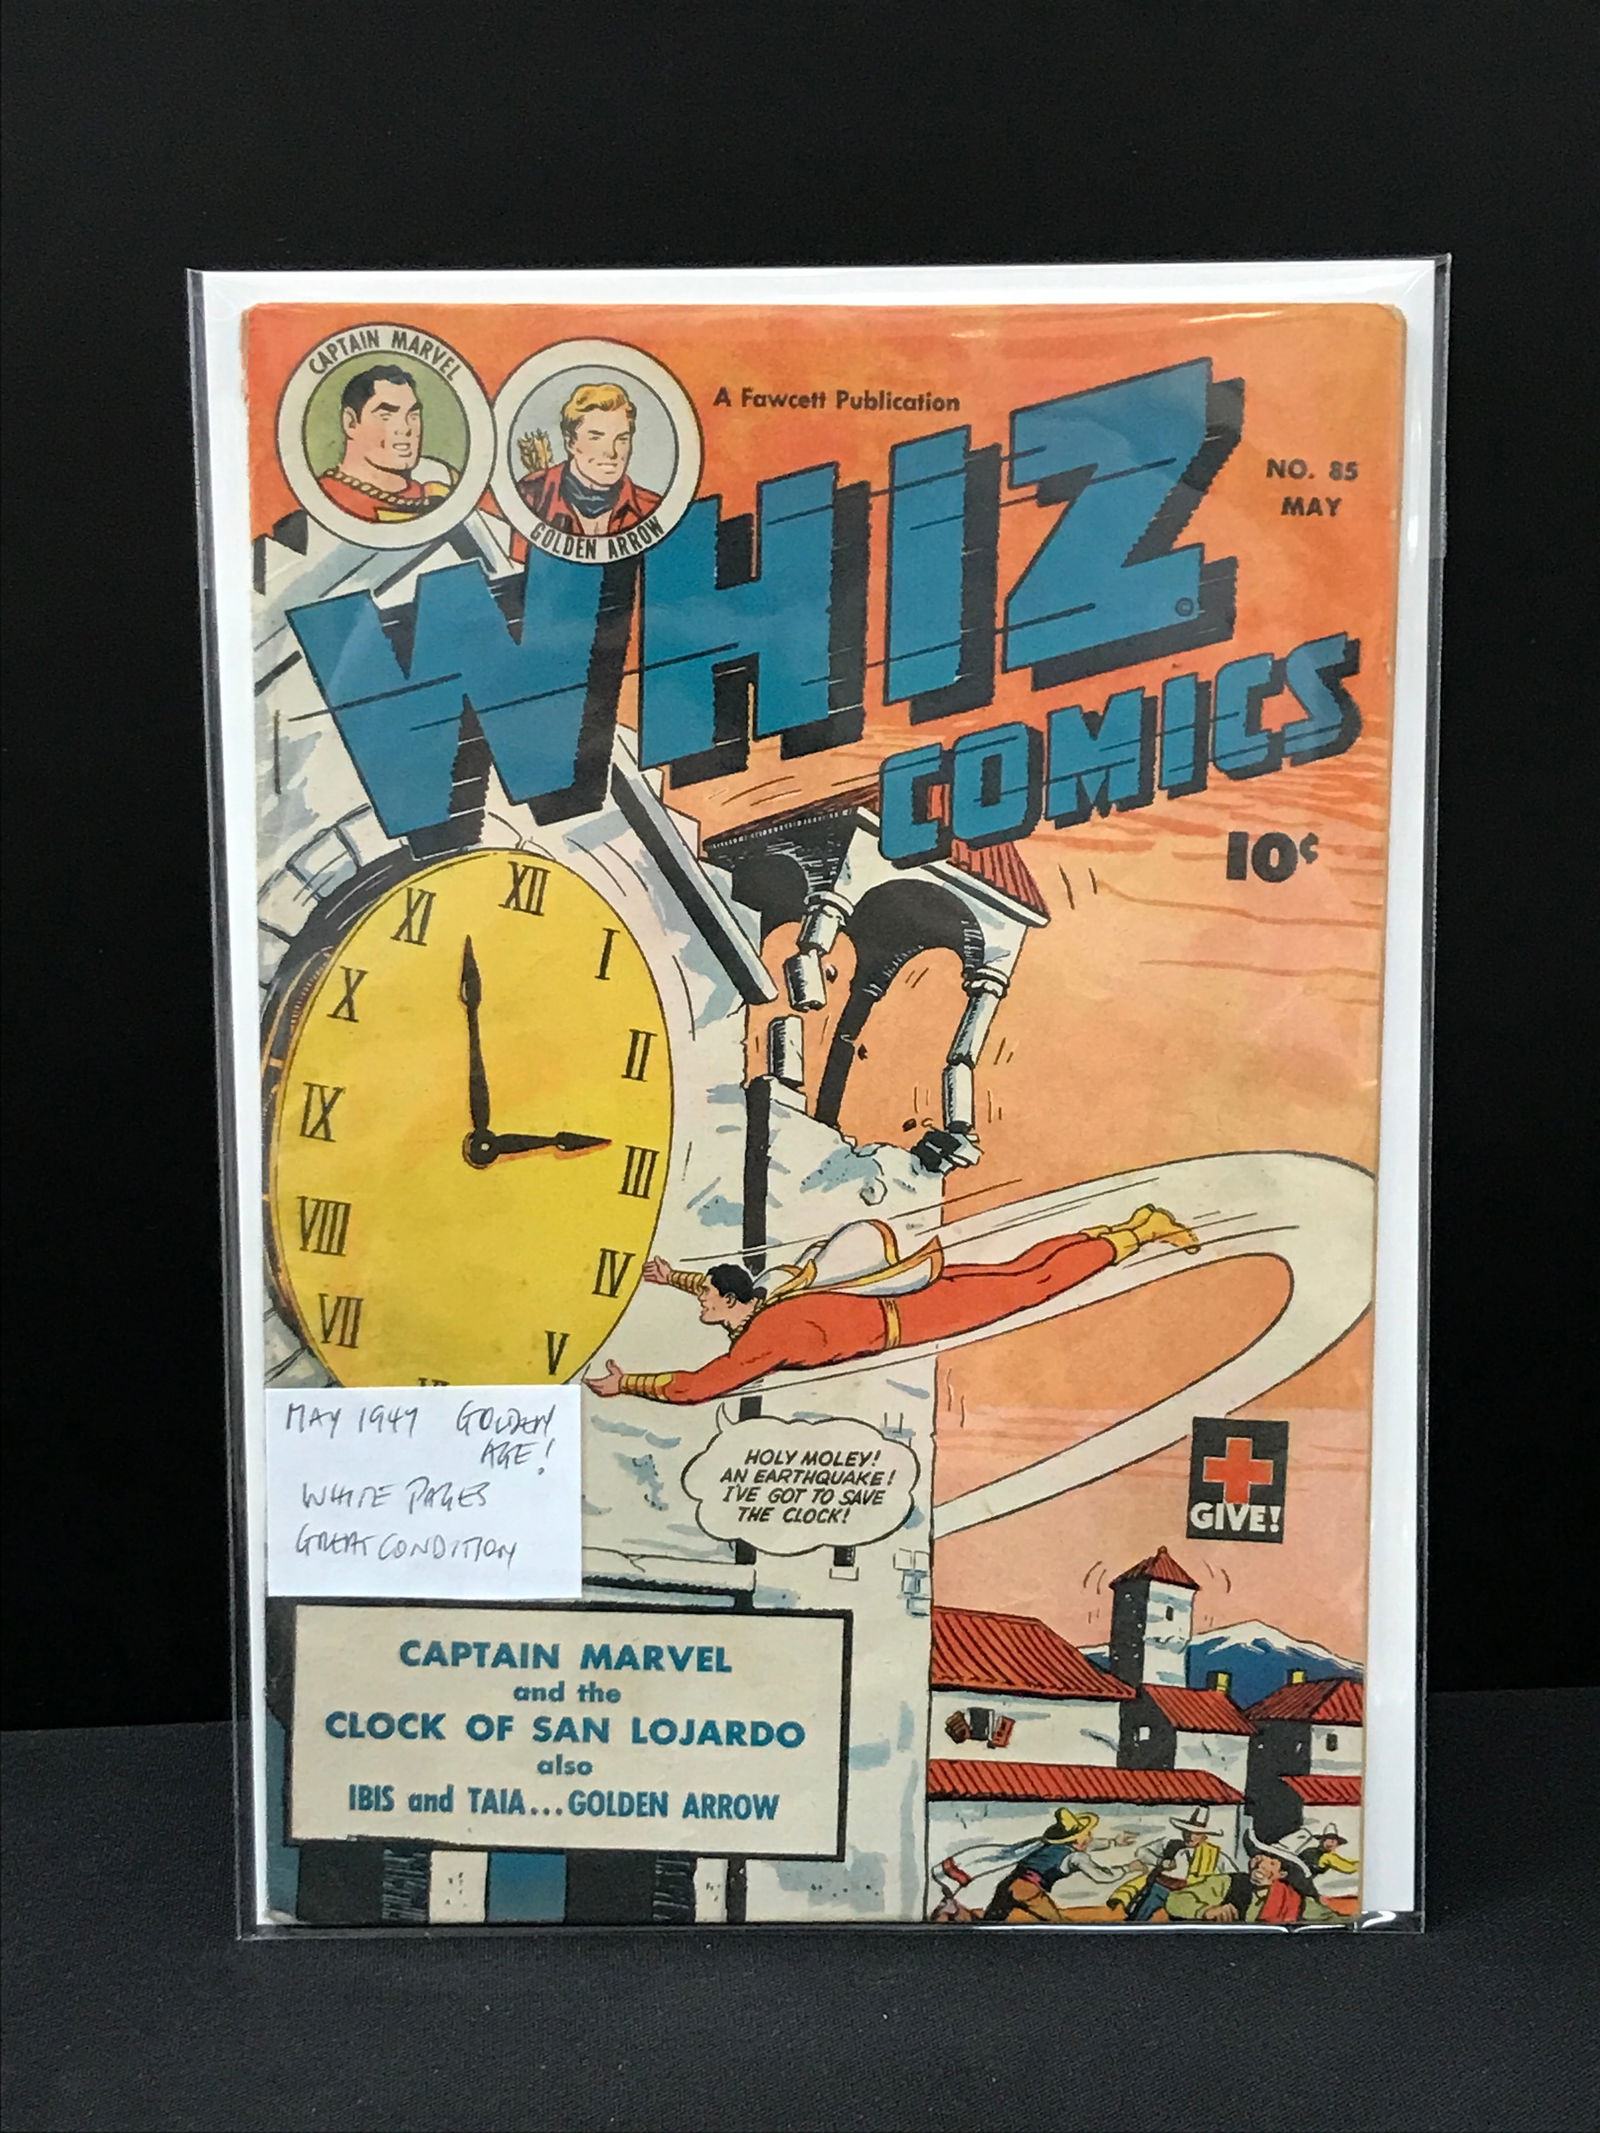 CAPTAIN MARVEL
GOLDEN ARROW
A Fawcett Publication
WHIZ
COMICS
NO. 85
MAY
10¢
XII
I
II
III
IV
V
VI
VII
VIII
IX
X
XI
MAY 1947 GOLDEN
AGE!
WHITE PAGES
GREAT CONDITION
HOLY MOLEY!
AN EARTHQUAKE!
I'VE GOT TO SAVE
THE CLOCK!
GIVE!
CAPTAIN MARVEL
and the
CLOCK OF SAN LOJARDO
also
IBIS and TAIA...GOLDEN ARROW